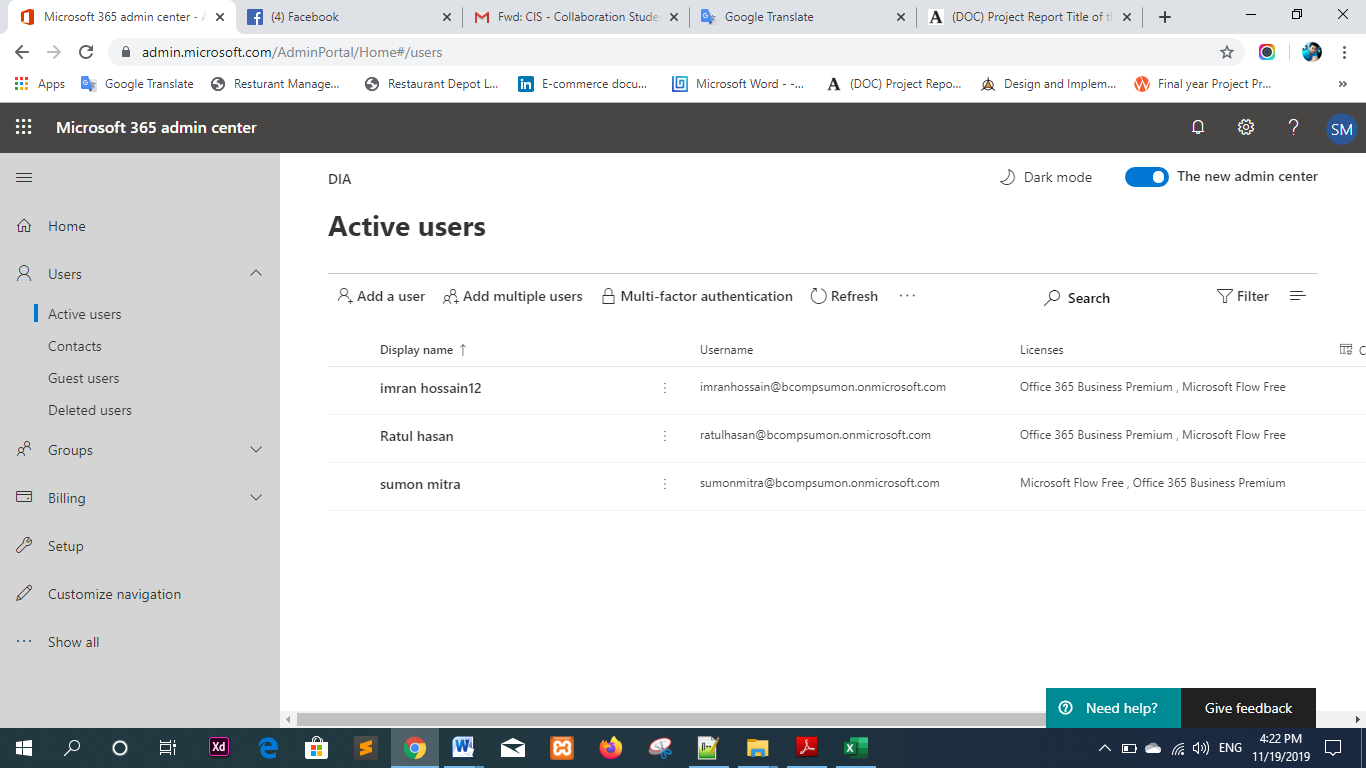 Microsoft 365 admin center - A
(4) Facebook
Fwd: CIS - Collaboration Stude
Google Translate
(DOC) Project Report Title of th
admin.microsoft.com/AdminPortal/Home#/users
Apps
Google Translate
Resturant Manage...
Restaurant Depot L...
E-commerce docu...
Microsoft Word - -...
(DOC) Project Repo...
Design and Implem...
Final year Project Pr...
Microsoft 365 admin center
SM
DIA
Dark mode
The new admin center
Home
Users
Active users
Contacts
Guest users
Deleted users
Groups
Billing
Setup
Customize navigation
Show all
Active users
Add a user
Add multiple users
Multi-factor authentication
Refresh
Search
Filter
Display name ↑
Username
Licenses
C
imran hossain12
imranhossain@bcompsumon.onmicrosoft.com
Office 365 Business Premium , Microsoft Flow Free
Ratul hasan
ratulhasan@bcompsumon.onmicrosoft.com
Office 365 Business Premium , Microsoft Flow Free
sumon mitra
sumonmitra@bcompsumon.onmicrosoft.com
Microsoft Flow Free , Office 365 Business Premium
Need help?
Give feedback
Xd
ENG
4:22 PM
11/19/2019